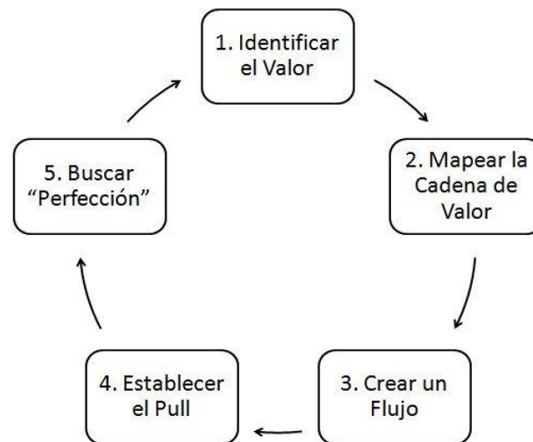 1. Identificar
el Valor
2. Mapear la
Cadena de
Valor
3. Crear un
Flujo
4. Establecer
el Pull
5. Buscar
“Perfección”